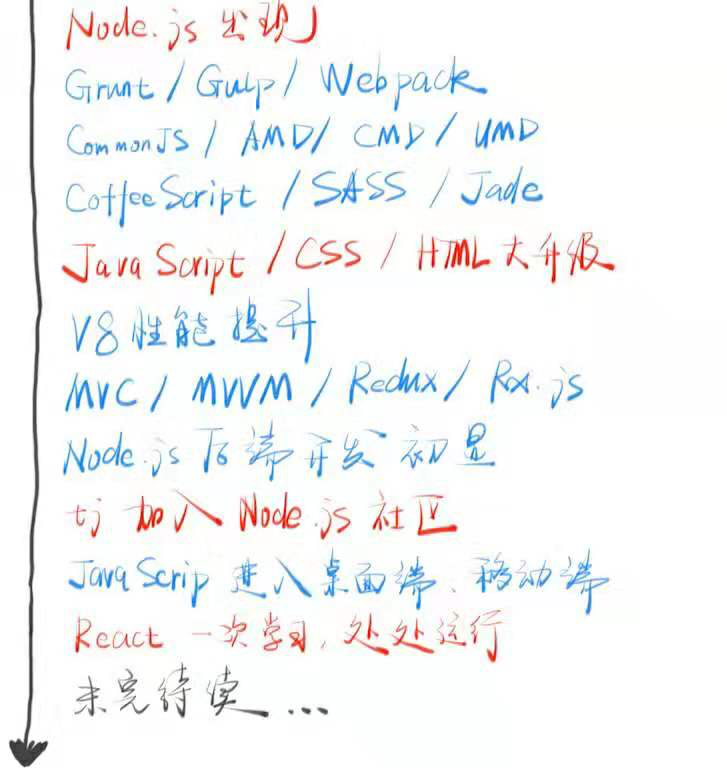 Node.js 出现
Grunt / Gulp / Webpack
CommonJS / AMD / CMD / UMD
CoffeeScript / SASS / Jade
JavaScript / CSS / HTML 大升级
V8 性能提升
MVC / MVVM / Redux / Rx.js
Node.js 后端开发初显
tj 加入 Node.js 社区
JavaScrip 进入桌面端、移动端
React 一次学习, 处处运行
未完待续 ...